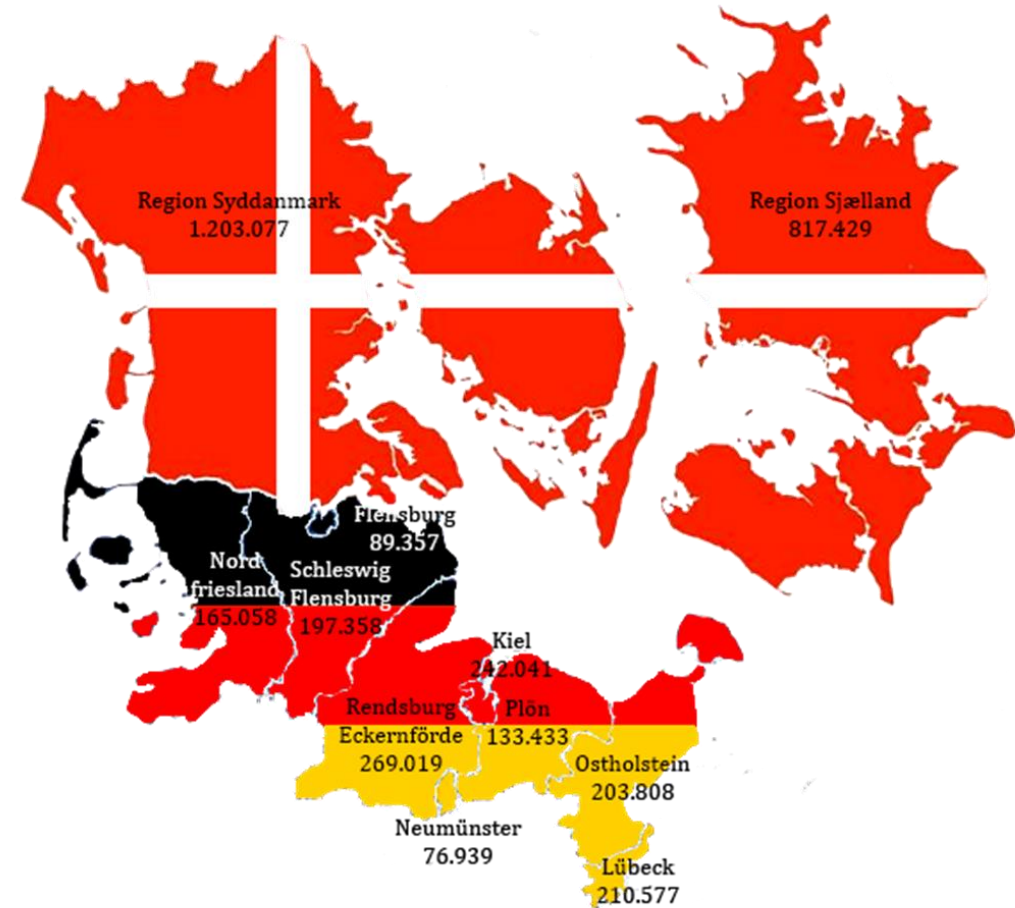 Region Syddanmark
1.203.077
Region Sjælland
817.429
Flensburg
89.357
Nord
friesland
165.058
Schleswig
Flensburg
197.358
Kiel
242.041
Rendsburg
Eckernförde
269.019
Plön
133.433
Ostholstein
203.808
Neumünster
76.939
Lübeck
210.577